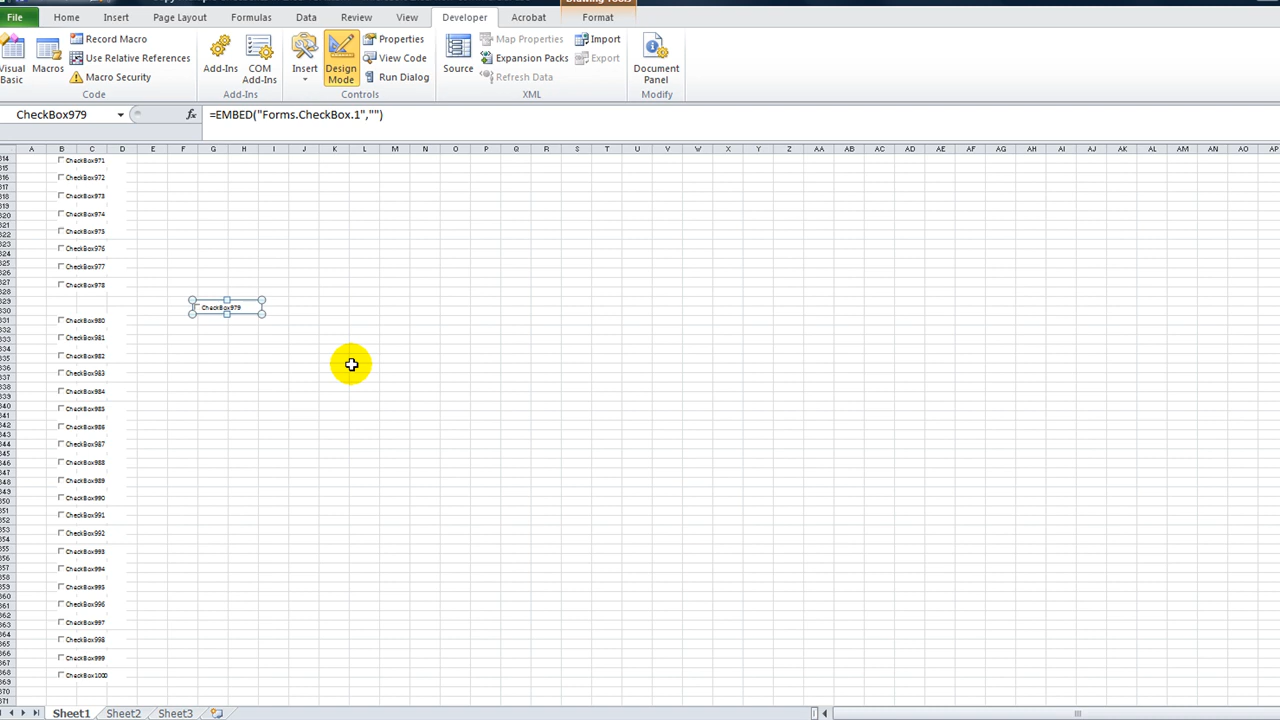 File Home Insert Page Layout Formulas Data Review View Developer Acrobat Format
Visual Basic
Macros
Record Macro
Use Relative References
Macro Security
Code
Add-Ins
COM Add-Ins
Add-Ins
Insert
Design Mode
Properties
View Code
Run Dialog
Controls
Source
Map Properties
Expansion Packs
Refresh Data
Import
Export
XML
Document Panel
Modify
CheckBox979 fx =EMBED("Forms.CheckBox.1","")
A B C D E F G H I J K L M N O P Q R S T U V W X Y Z AA AB AC AD AE AF AG AH AI AJ AK AL AM AN AO AP
CheckBox971
CheckBox972
CheckBox973
CheckBox974
CheckBox975
CheckBox976
CheckBox977
CheckBox978
CheckBox979
CheckBox980
CheckBox981
CheckBox982
CheckBox983
CheckBox984
CheckBox985
CheckBox986
CheckBox987
CheckBox988
CheckBox989
CheckBox990
CheckBox991
CheckBox992
CheckBox993
CheckBox994
CheckBox995
CheckBox996
CheckBox997
CheckBox998
CheckBox999
CheckBox1000
Sheet1 Sheet2 Sheet3